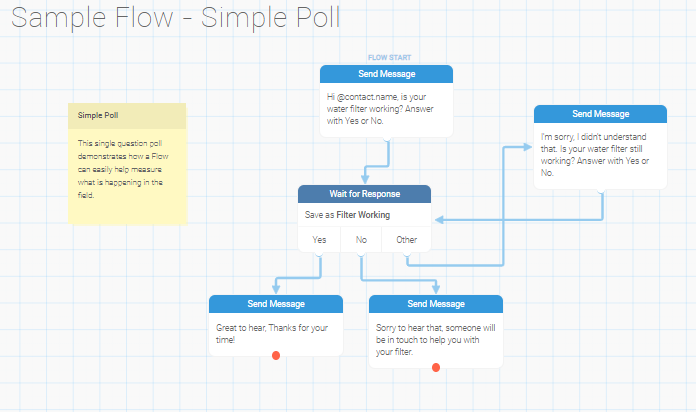 Sample Flow - Simple Poll
FLOW START
Send Message
Hi @contact.name, is your
water filter working? Answer
with Yes or No.
Simple Poll
This single question poll
demonstrates how a Flow
can easily help measure
what is happening in the
field.
Send Message
I'm sorry, I didn't understand
that. Is your water filter still
working? Answer with Yes or
No.
Wait for Response
Save as Filter Working
Yes No Other
Send Message
Great to hear, Thanks for your
time!
Send Message
Sorry to hear that, someone will
be in touch to help you with
your filter.